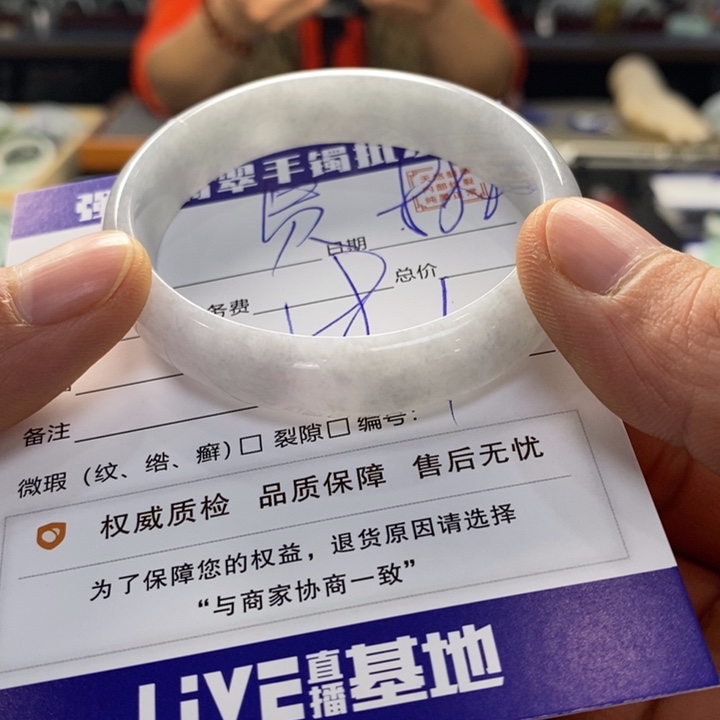 翠手镯批发
日期
务费
总价
备注
微瑕（纹、绺、癣）□ 裂隙□ 编号：
权威质检 品质保障 售后无忧
为了保障您的权益，退货原因请选择
“与商家协商一致”
LiVE直播基地